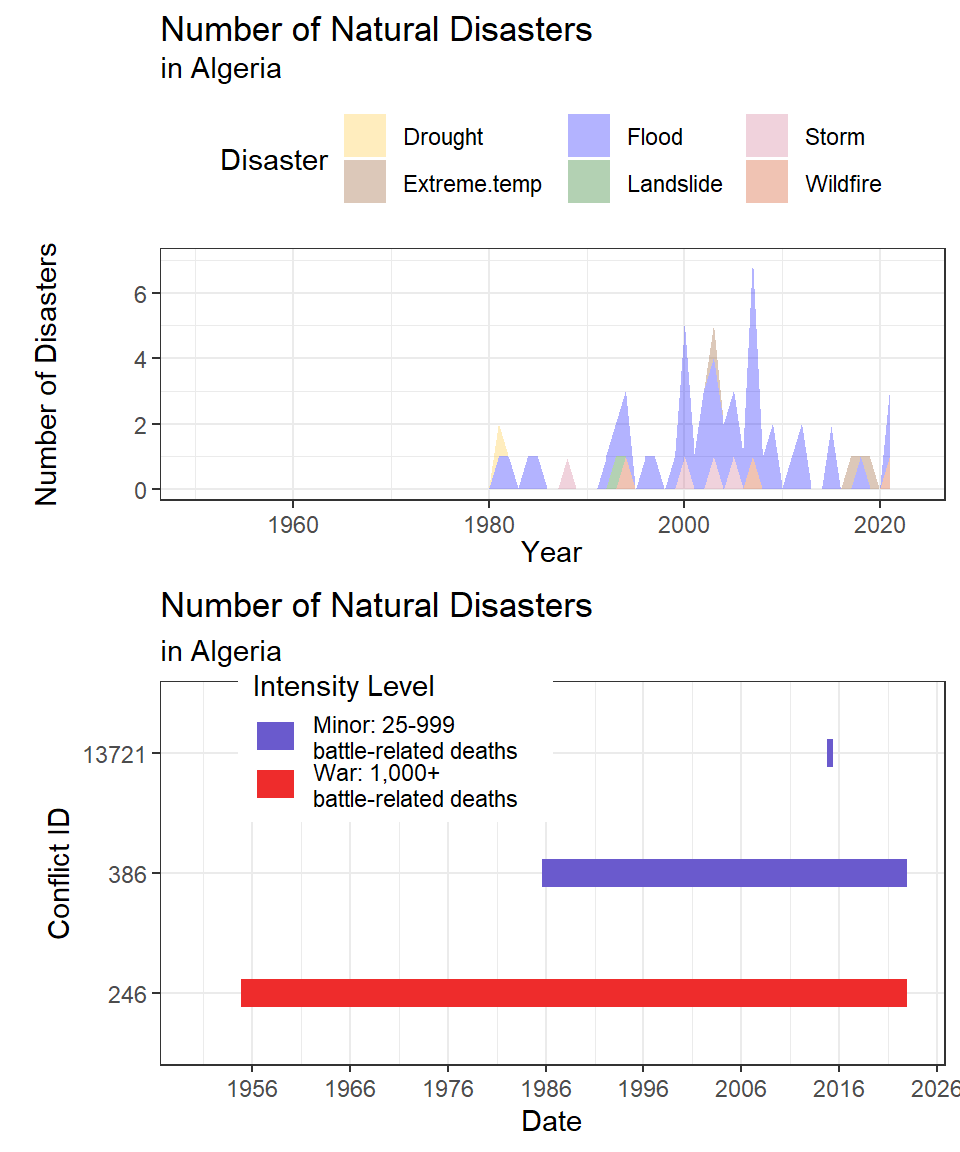 Number of Natural Disasters
in Algeria
Disaster
Drought
Flood
Storm
Extreme.temp
Landslide
Wildfire
Number of Disasters
6
4
2
0
1960
1980
2000
2020
Year
Number of Natural Disasters
in Algeria
Intensity Level
Minor: 25-999
battle-related deaths
War: 1,000+
battle-related deaths
Conflict ID
13721
386
246
1956
1966
1976
1986
1996
2006
2016
2026
Date